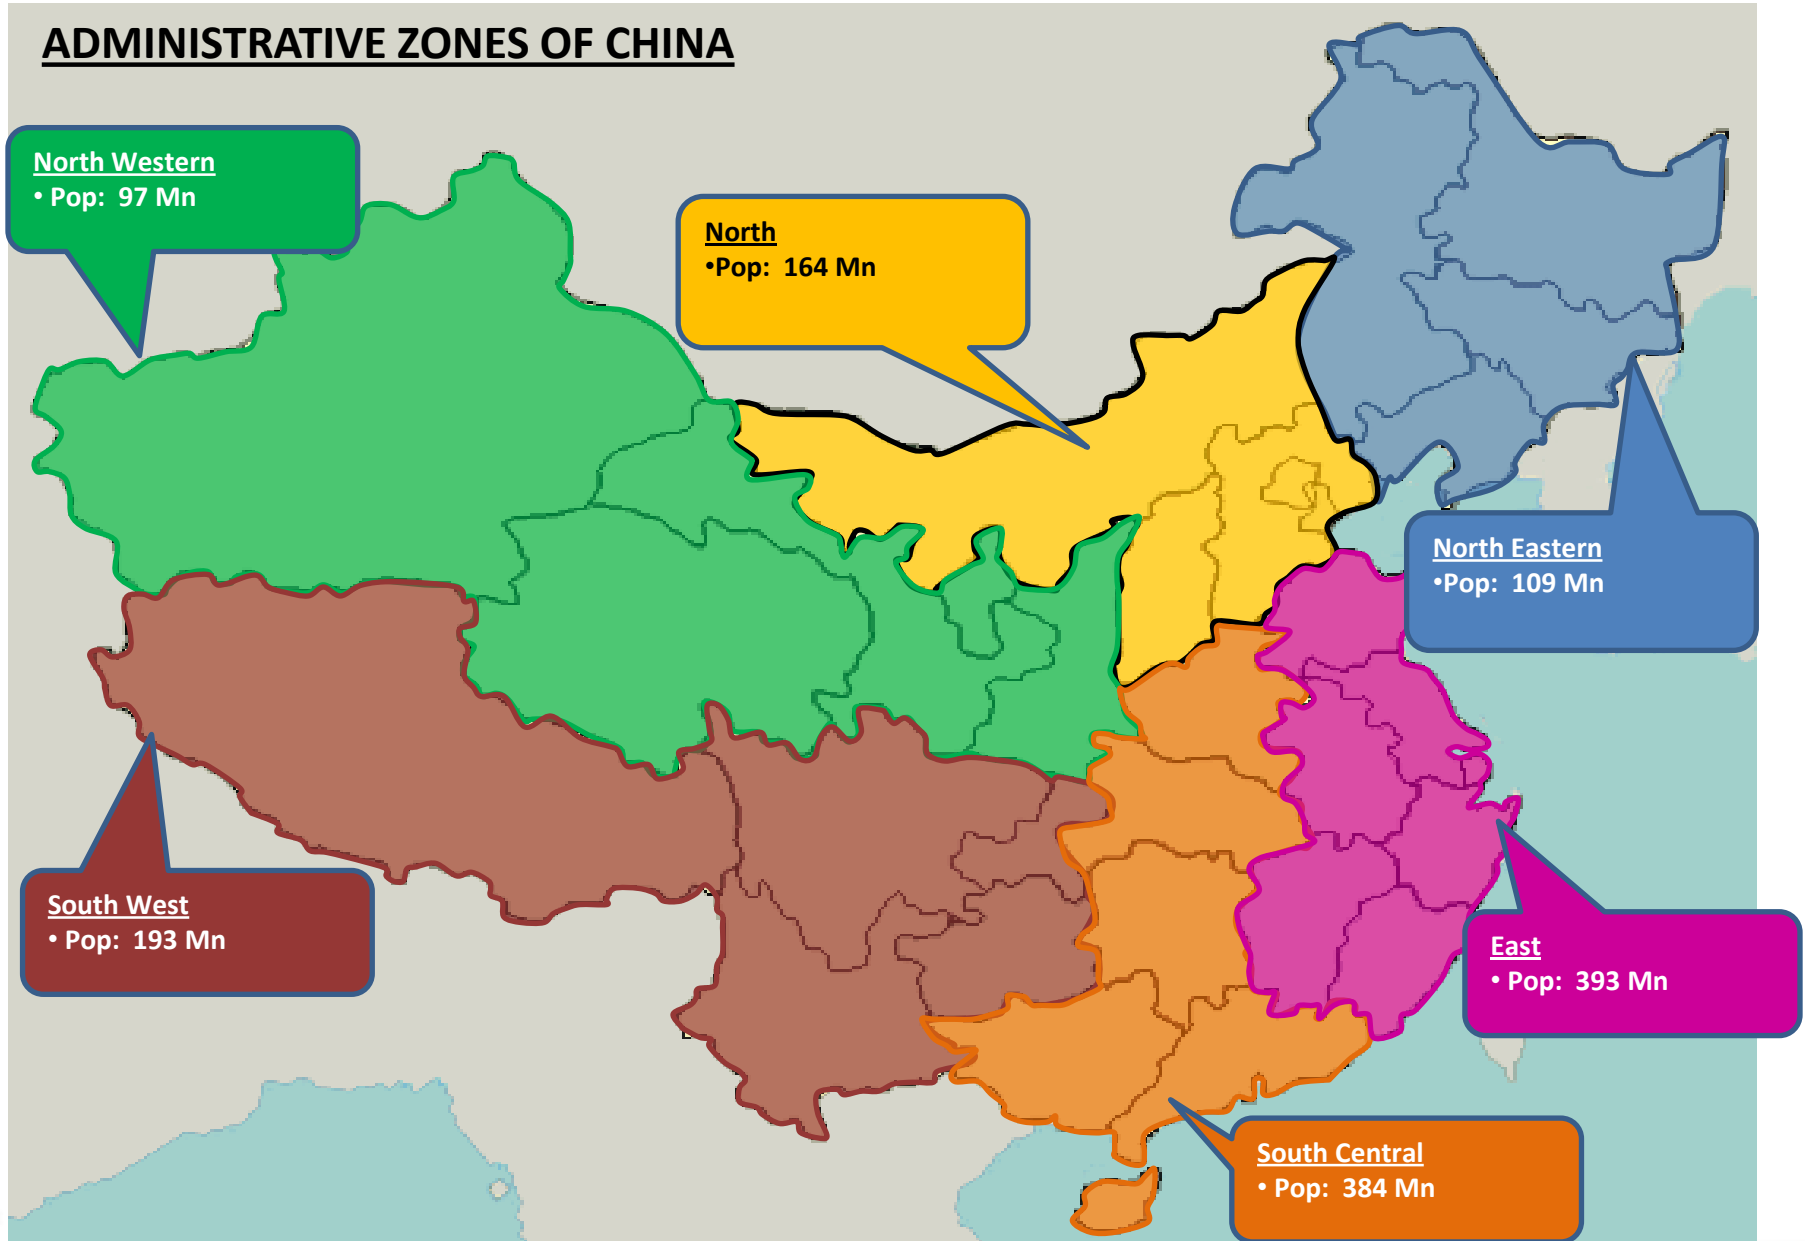 ADMINISTRATIVE ZONES OF CHINA
North Western
• Pop: 97 Mn
North
•Pop: 164 Mn
North Eastern
•Pop: 109 Mn
South West
• Pop: 193 Mn
East
• Pop: 393 Mn
South Central
• Pop: 384 Mn